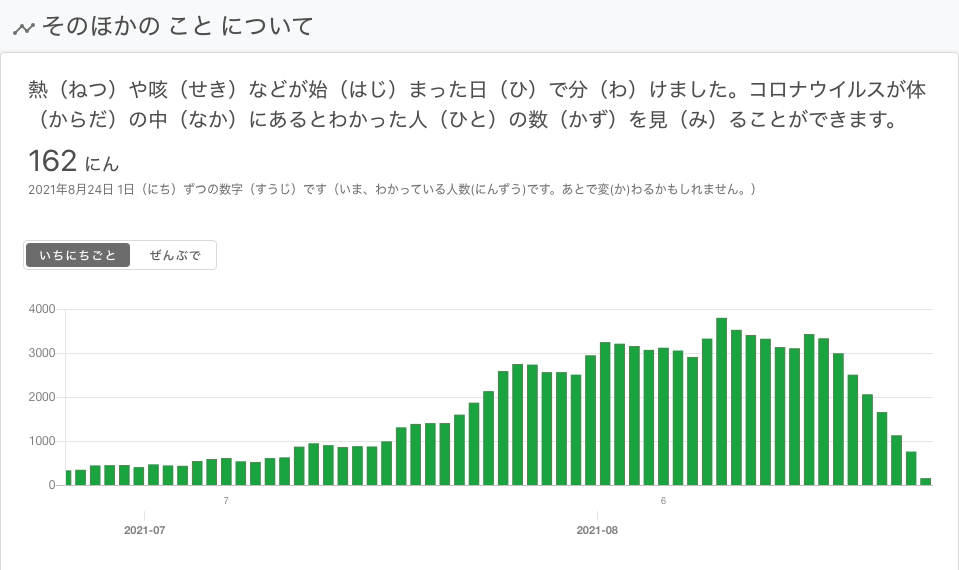 そのほかの こと について
熱（ねつ）や咳（せき）などが始（はじ）まった日（ひ）で分（わ）けました。コロナウイルスが体
（からだ）の中（なか）にあるとわかった人（ひと）の数（かず）を見（み）ることができます。
162 にん
2021年8月24日 1日（にち）ずつの数字（すうじ）です（いま、わかっている人数(にんずう)です。あとで変(か)わるかもしれません。）
いちにちごと ぜんぶで
4000
3000
2000
1000
0
7 6
2021-07 2021-08